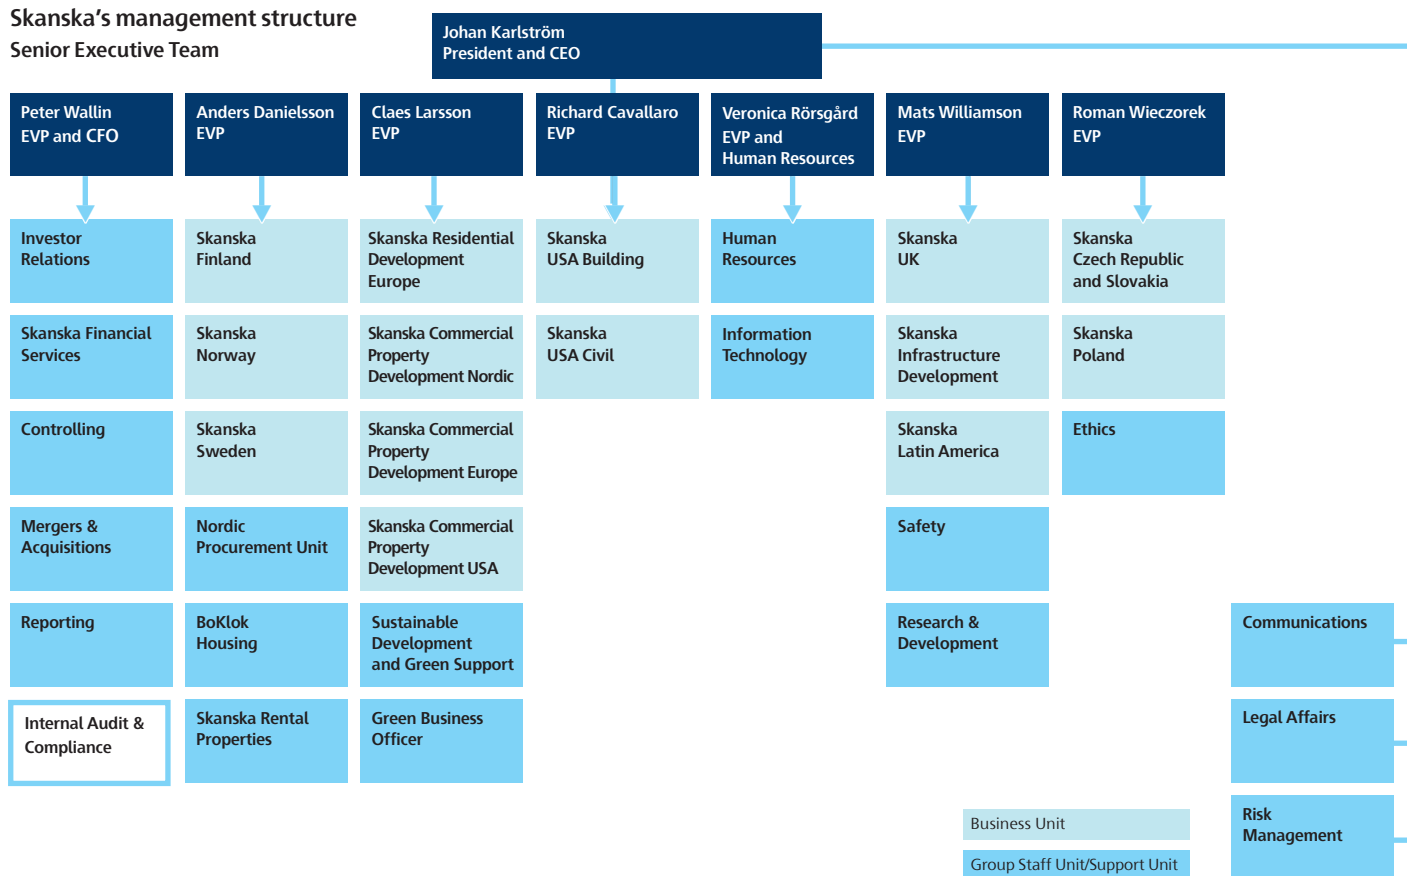 Skanska's management structure
Senior Executive Team
Johan Karlström
President and CEO
Peter Wallin
EVP and CFO
Anders Danielsson
EVP
Claes Larsson
EVP
Richard Cavallaro
EVP
Veronica Rörsgård
EVP and
Human Resources
Mats Williamson
EVP
Roman Wieczorek
EVP
Investor
Relations
Skanska
Finland
Skanska Residential
Development
Europe
Skanska
USA Building
Human
Resources
Skanska
UK
Skanska
Czech Republic
and Slovakia
Skanska Financial
Services
Skanska
Norway
Skanska Commercial
Property
Development Nordic
Skanska
USA Civil
Information
Technology
Skanska
Infrastructure
Development
Skanska
Poland
Controlling
Skanska
Sweden
Skanska Commercial
Property
Development Europe
Skanska
Latin America
Ethics
Mergers &
Acquisitions
Nordic
Procurement Unit
Skanska Commercial
Property
Development USA
Safety
Reporting
BoKlok
Housing
Sustainable
Development
and Green Support
Research &
Development
Communications
Internal Audit &
Compliance
Skanska Rental
Properties
Green Business
Officer
Legal Affairs
Risk
Management
Business Unit
Group Staff Unit/Support Unit